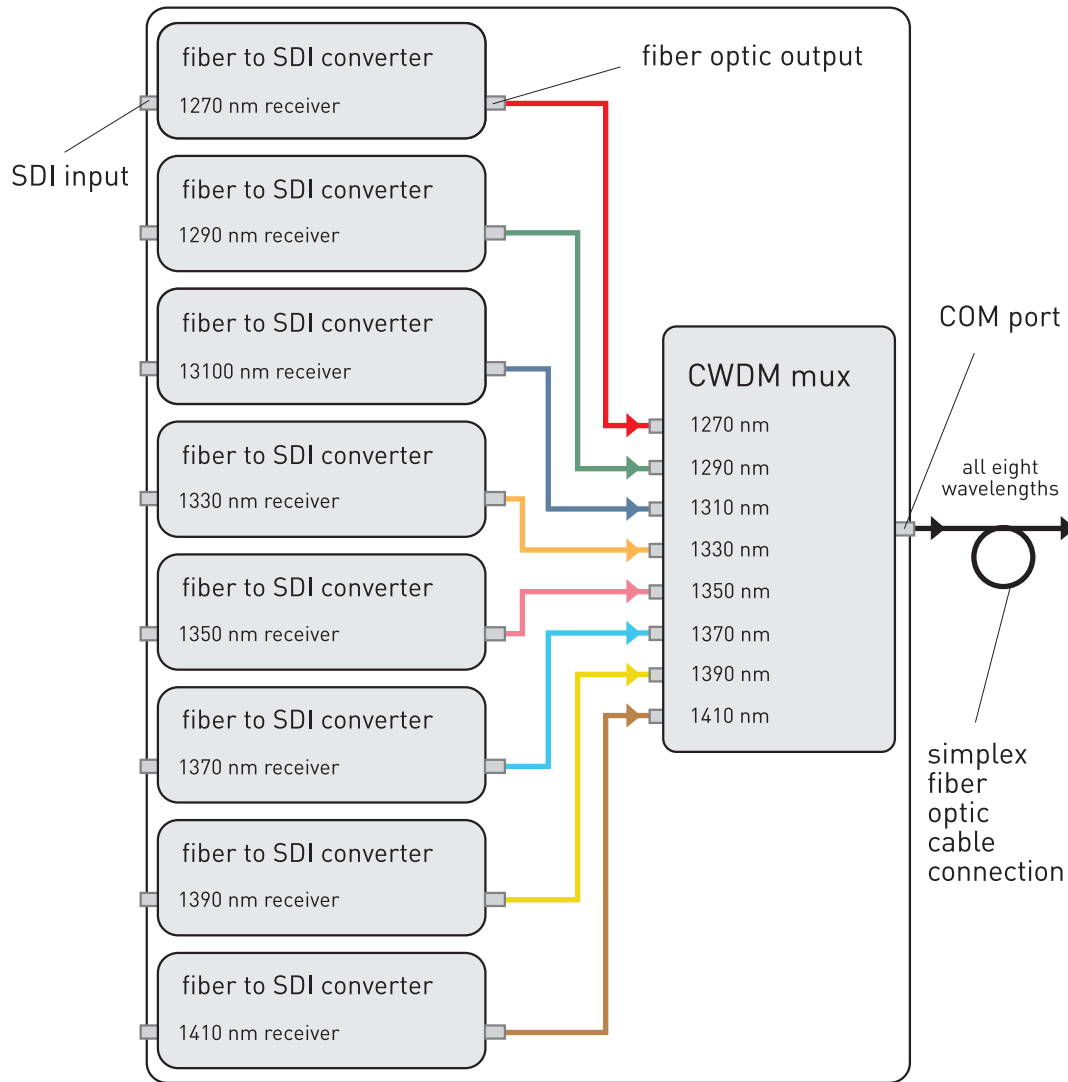 fiber to SDI converter
1270 nm receiver
fiber optic output
SDI input
fiber to SDI converter
1290 nm receiver
fiber to SDI converter
13100 nm receiver
fiber to SDI converter
1330 nm receiver
fiber to SDI converter
1350 nm receiver
fiber to SDI converter
1370 nm receiver
fiber to SDI converter
1390 nm receiver
fiber to SDI converter
1410 nm receiver
CWDM mux
1270 nm
1290 nm
1310 nm
1330 nm
1350 nm
1370 nm
1390 nm
1410 nm
COM port
all eight
wavelengths
simplex
fiber
optic
cable
connection